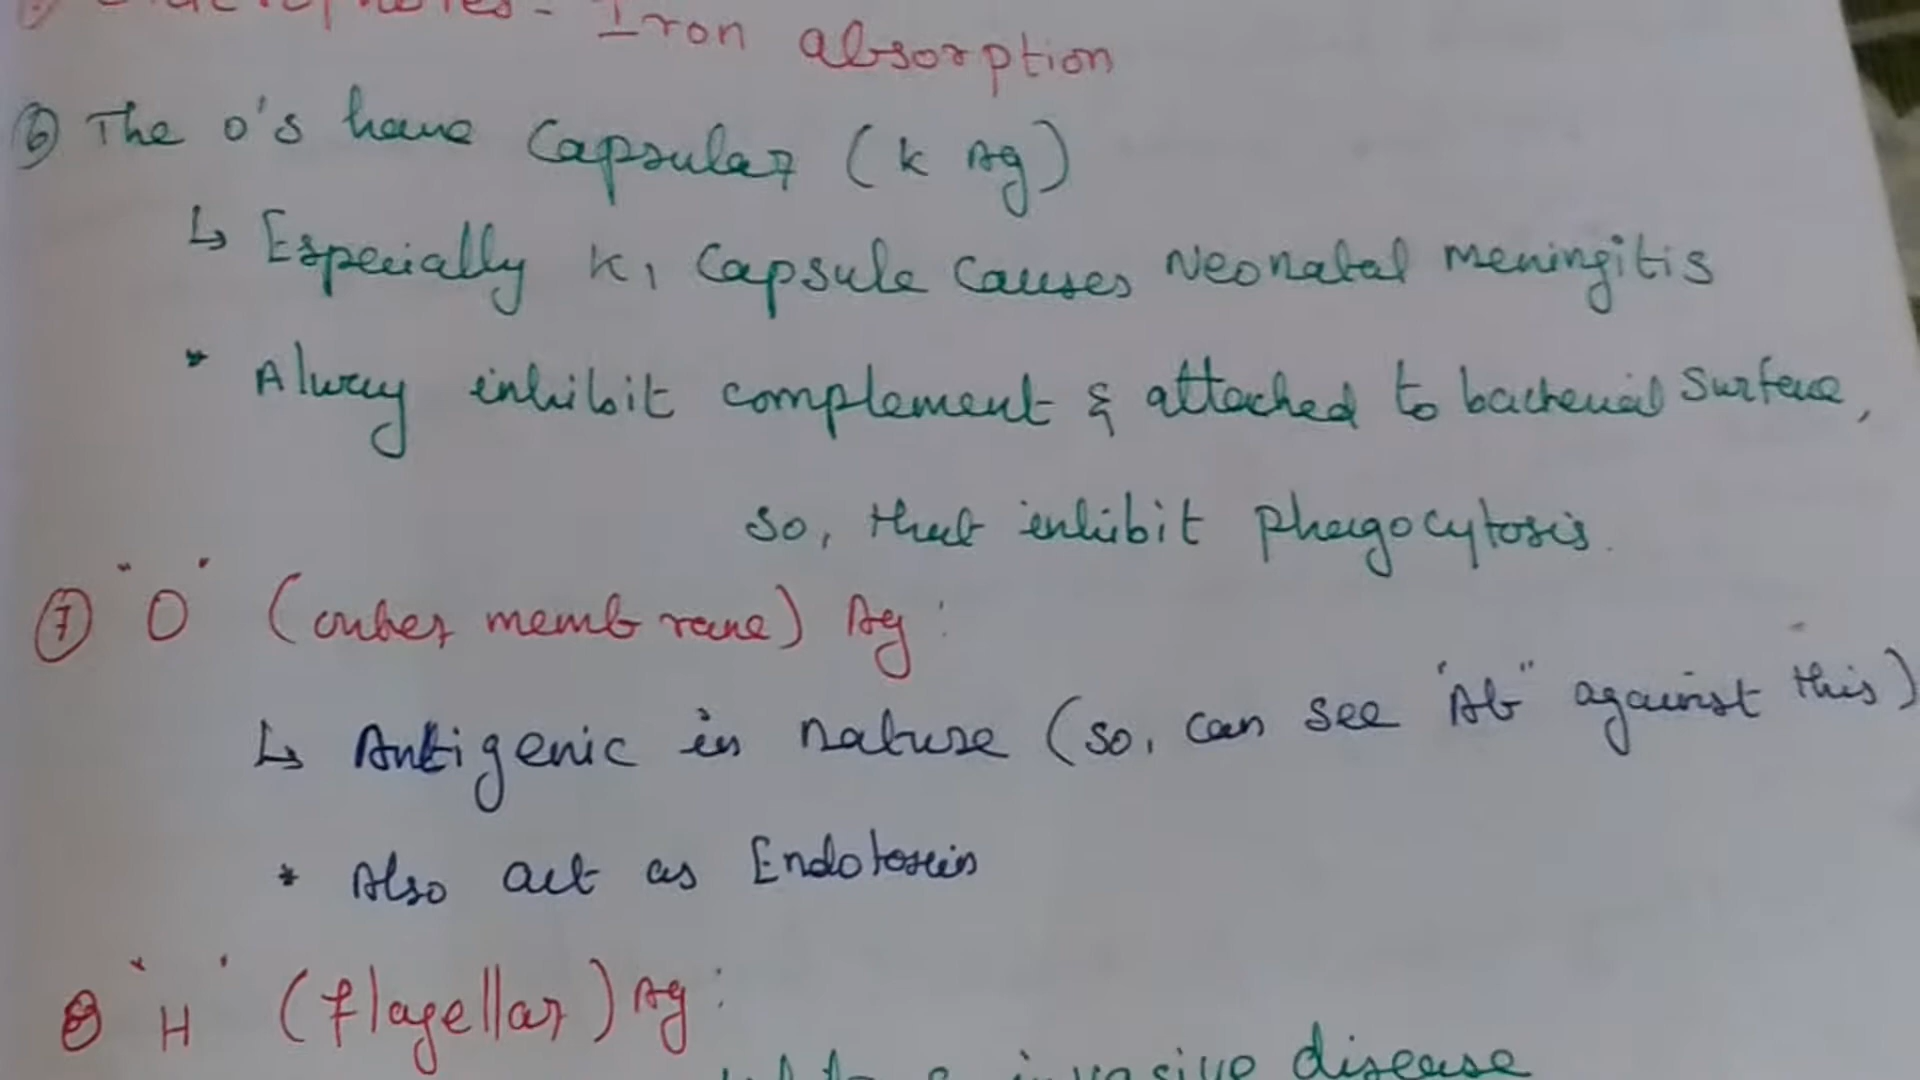 - Iron absorption
⑥ The O's have Capsular (K Ag)
↳ Especially K1 Capsule Causes Neonatal Meningitis
* Alway inhibit complement & attached to bacterial surface,
so, that inhibit phagocytosis.
⑦ "O" (outer membrane) Ag:
↳ Antigenic in nature (so, can see "Ab" against this)
* Also act as Endotoxin
⑧ "H" (flagellar) Ag:
invasive disease